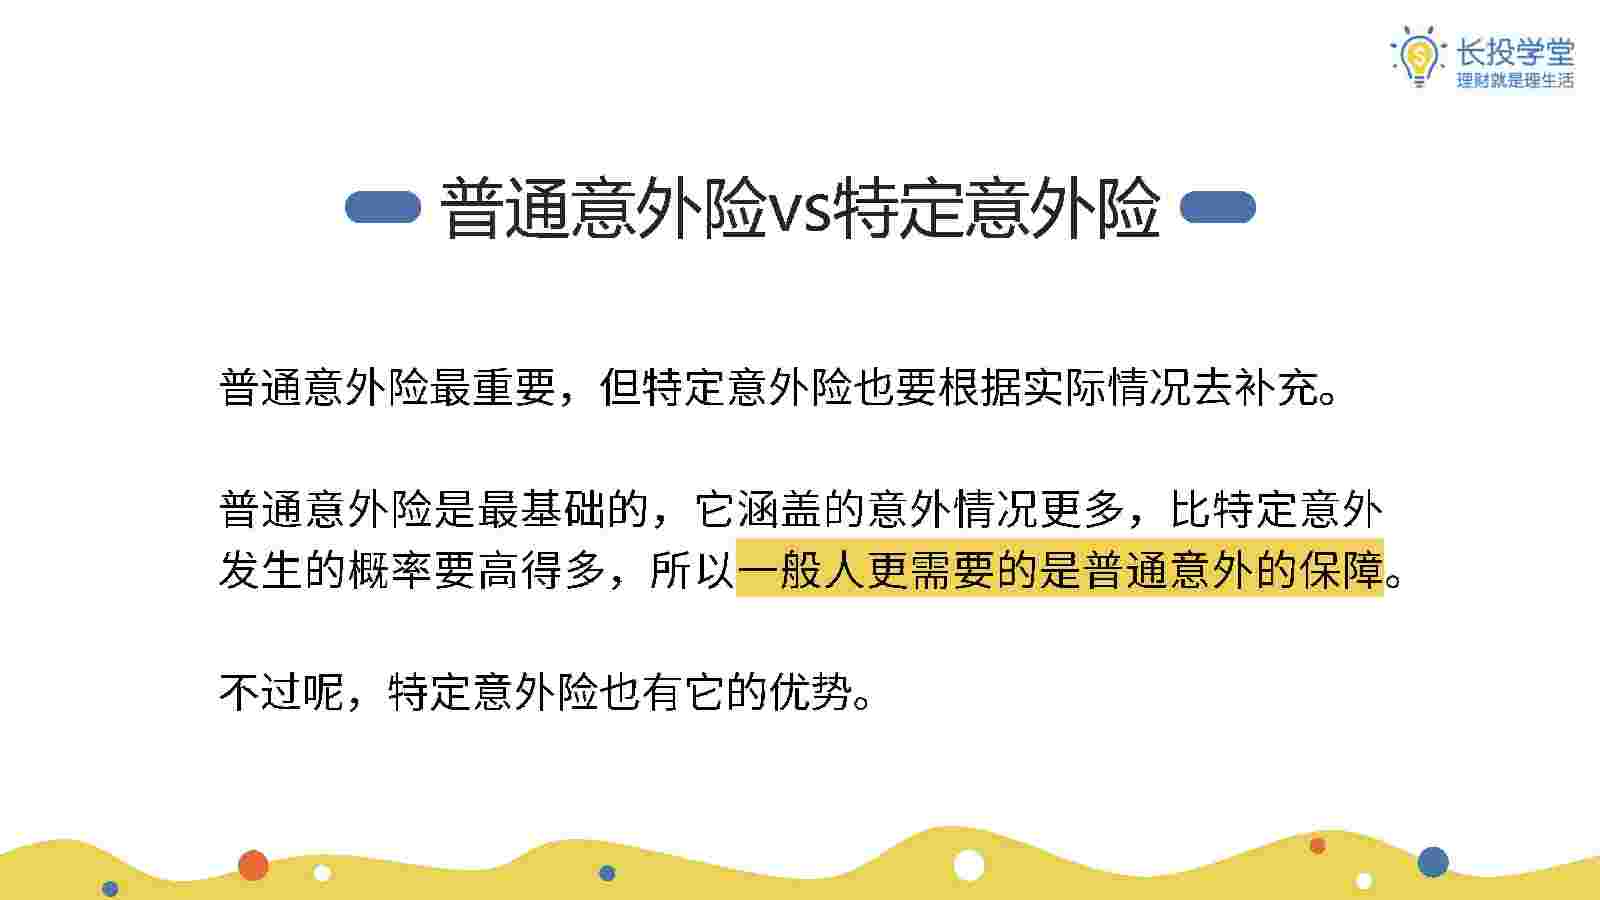 长投学堂
理财就是理生活
普通意外险vs特定意外险
普通意外险最重要，但特定意外险也要根据实际情况去补充。
普通意外险是最基础的，它涵盖的意外情况更多，比特定意外
发生的概率要高得多，所以一般人更需要的是普通意外的保障。
不过呢，特定意外险也有它的优势。